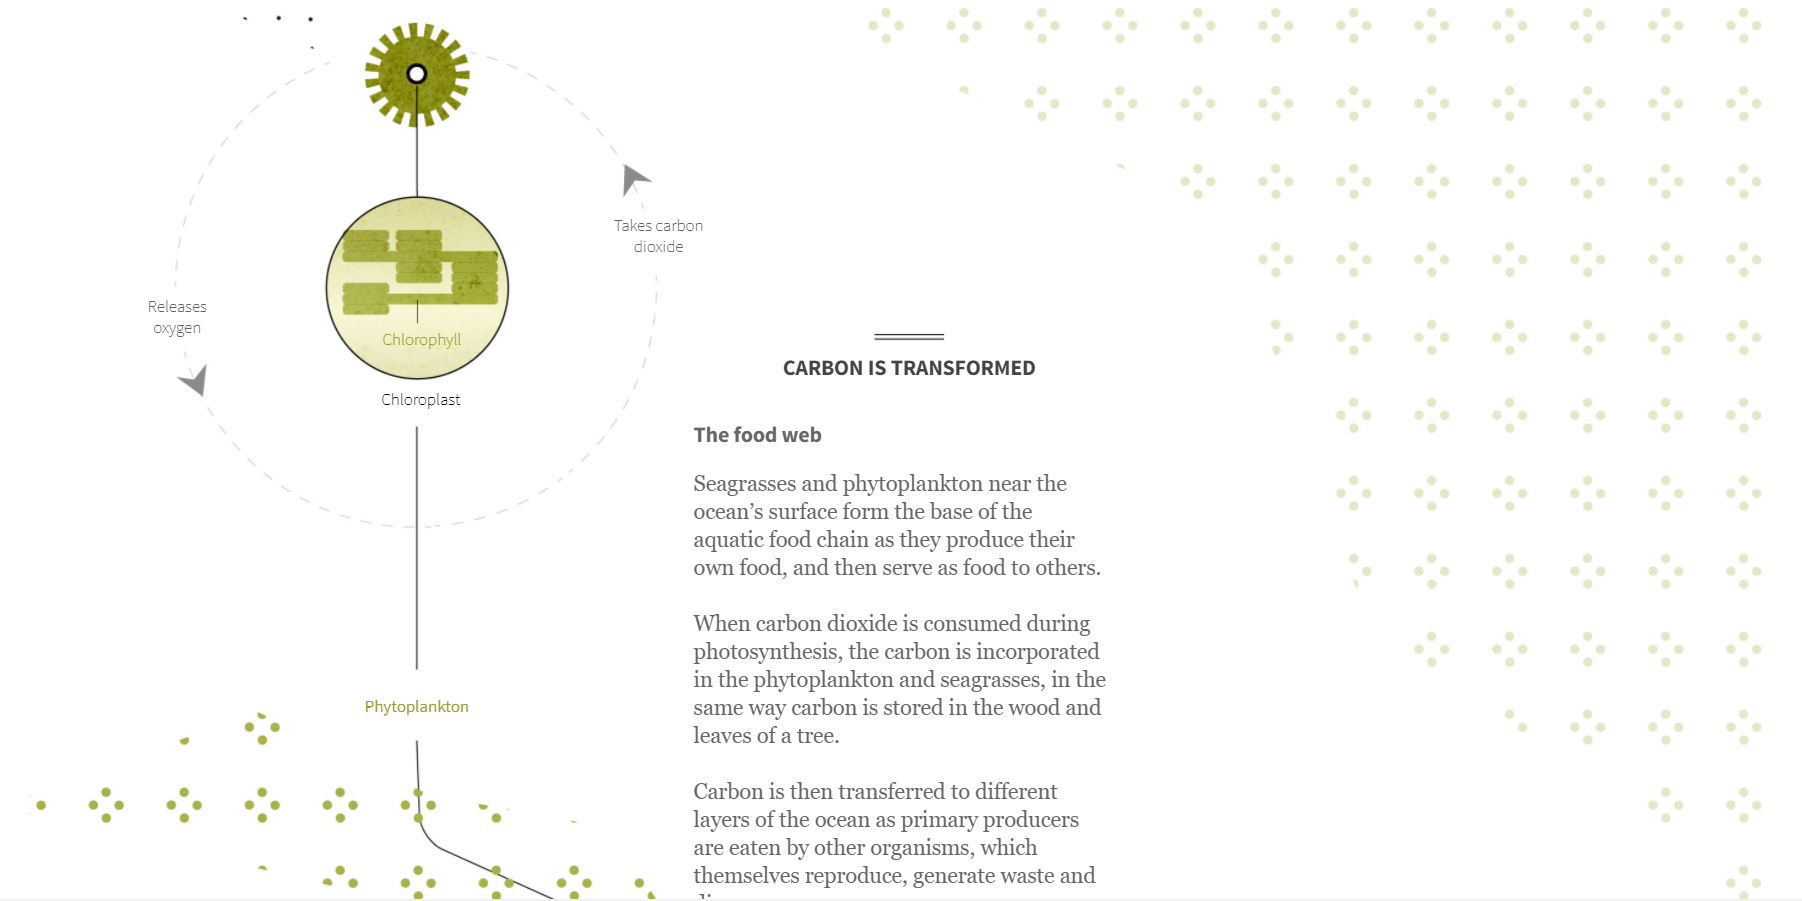 Takes carbon
dioxide
Releases
oxygen
Chlorophyll
Chloroplast
Phytoplankton
CARBON IS TRANSFORMED
The food web
Seagrasses and phytoplankton near the
ocean’s surface form the base of the
aquatic food chain as they produce their
own food, and then serve as food to others.
When carbon dioxide is consumed during
photosynthesis, the carbon is incorporated
in the phytoplankton and seagrasses, in the
same way carbon is stored in the wood and
leaves of a tree.
Carbon is then transferred to different
layers of the ocean as primary producers
are eaten by other organisms, which
themselves reproduce, generate waste and